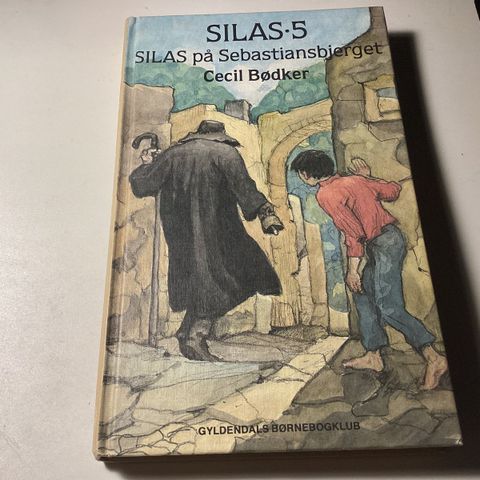 SILAS·5
SILAS på Sebastiansbjerget
Cecil Bødker
GYLDENDALS BØRNEBOGKLUB